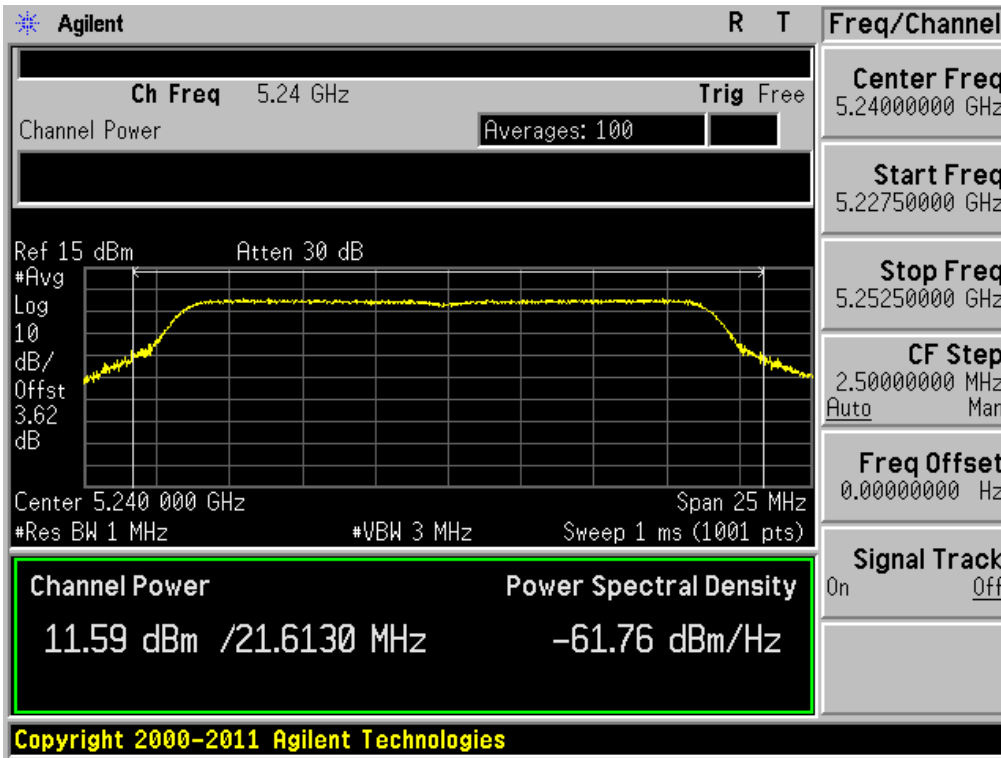 Agilent R T Freq/Channel
Ch Freq 5.24 GHz Trig Free
Channel Power Averages: 100
Center Freq
5.24000000 GHz
Start Freq
5.22750000 GHz
Stop Freq
5.25250000 GHz
CF Step
2.50000000 MHz
Auto Man
Freq Offset
0.00000000 Hz
Signal Track
On Off
Ref 15 dBm Atten 30 dB
#Avg
Log
10
dB/
Offst
3.62
dB
Center 5.240 000 GHz Span 25 MHz
#Res BW 1 MHz #VBW 3 MHz Sweep 1 ms (1001 pts)
Channel Power Power Spectral Density
11.59 dBm /21.6130 MHz -61.76 dBm/Hz
Copyright 2000-2011 Agilent Technologies